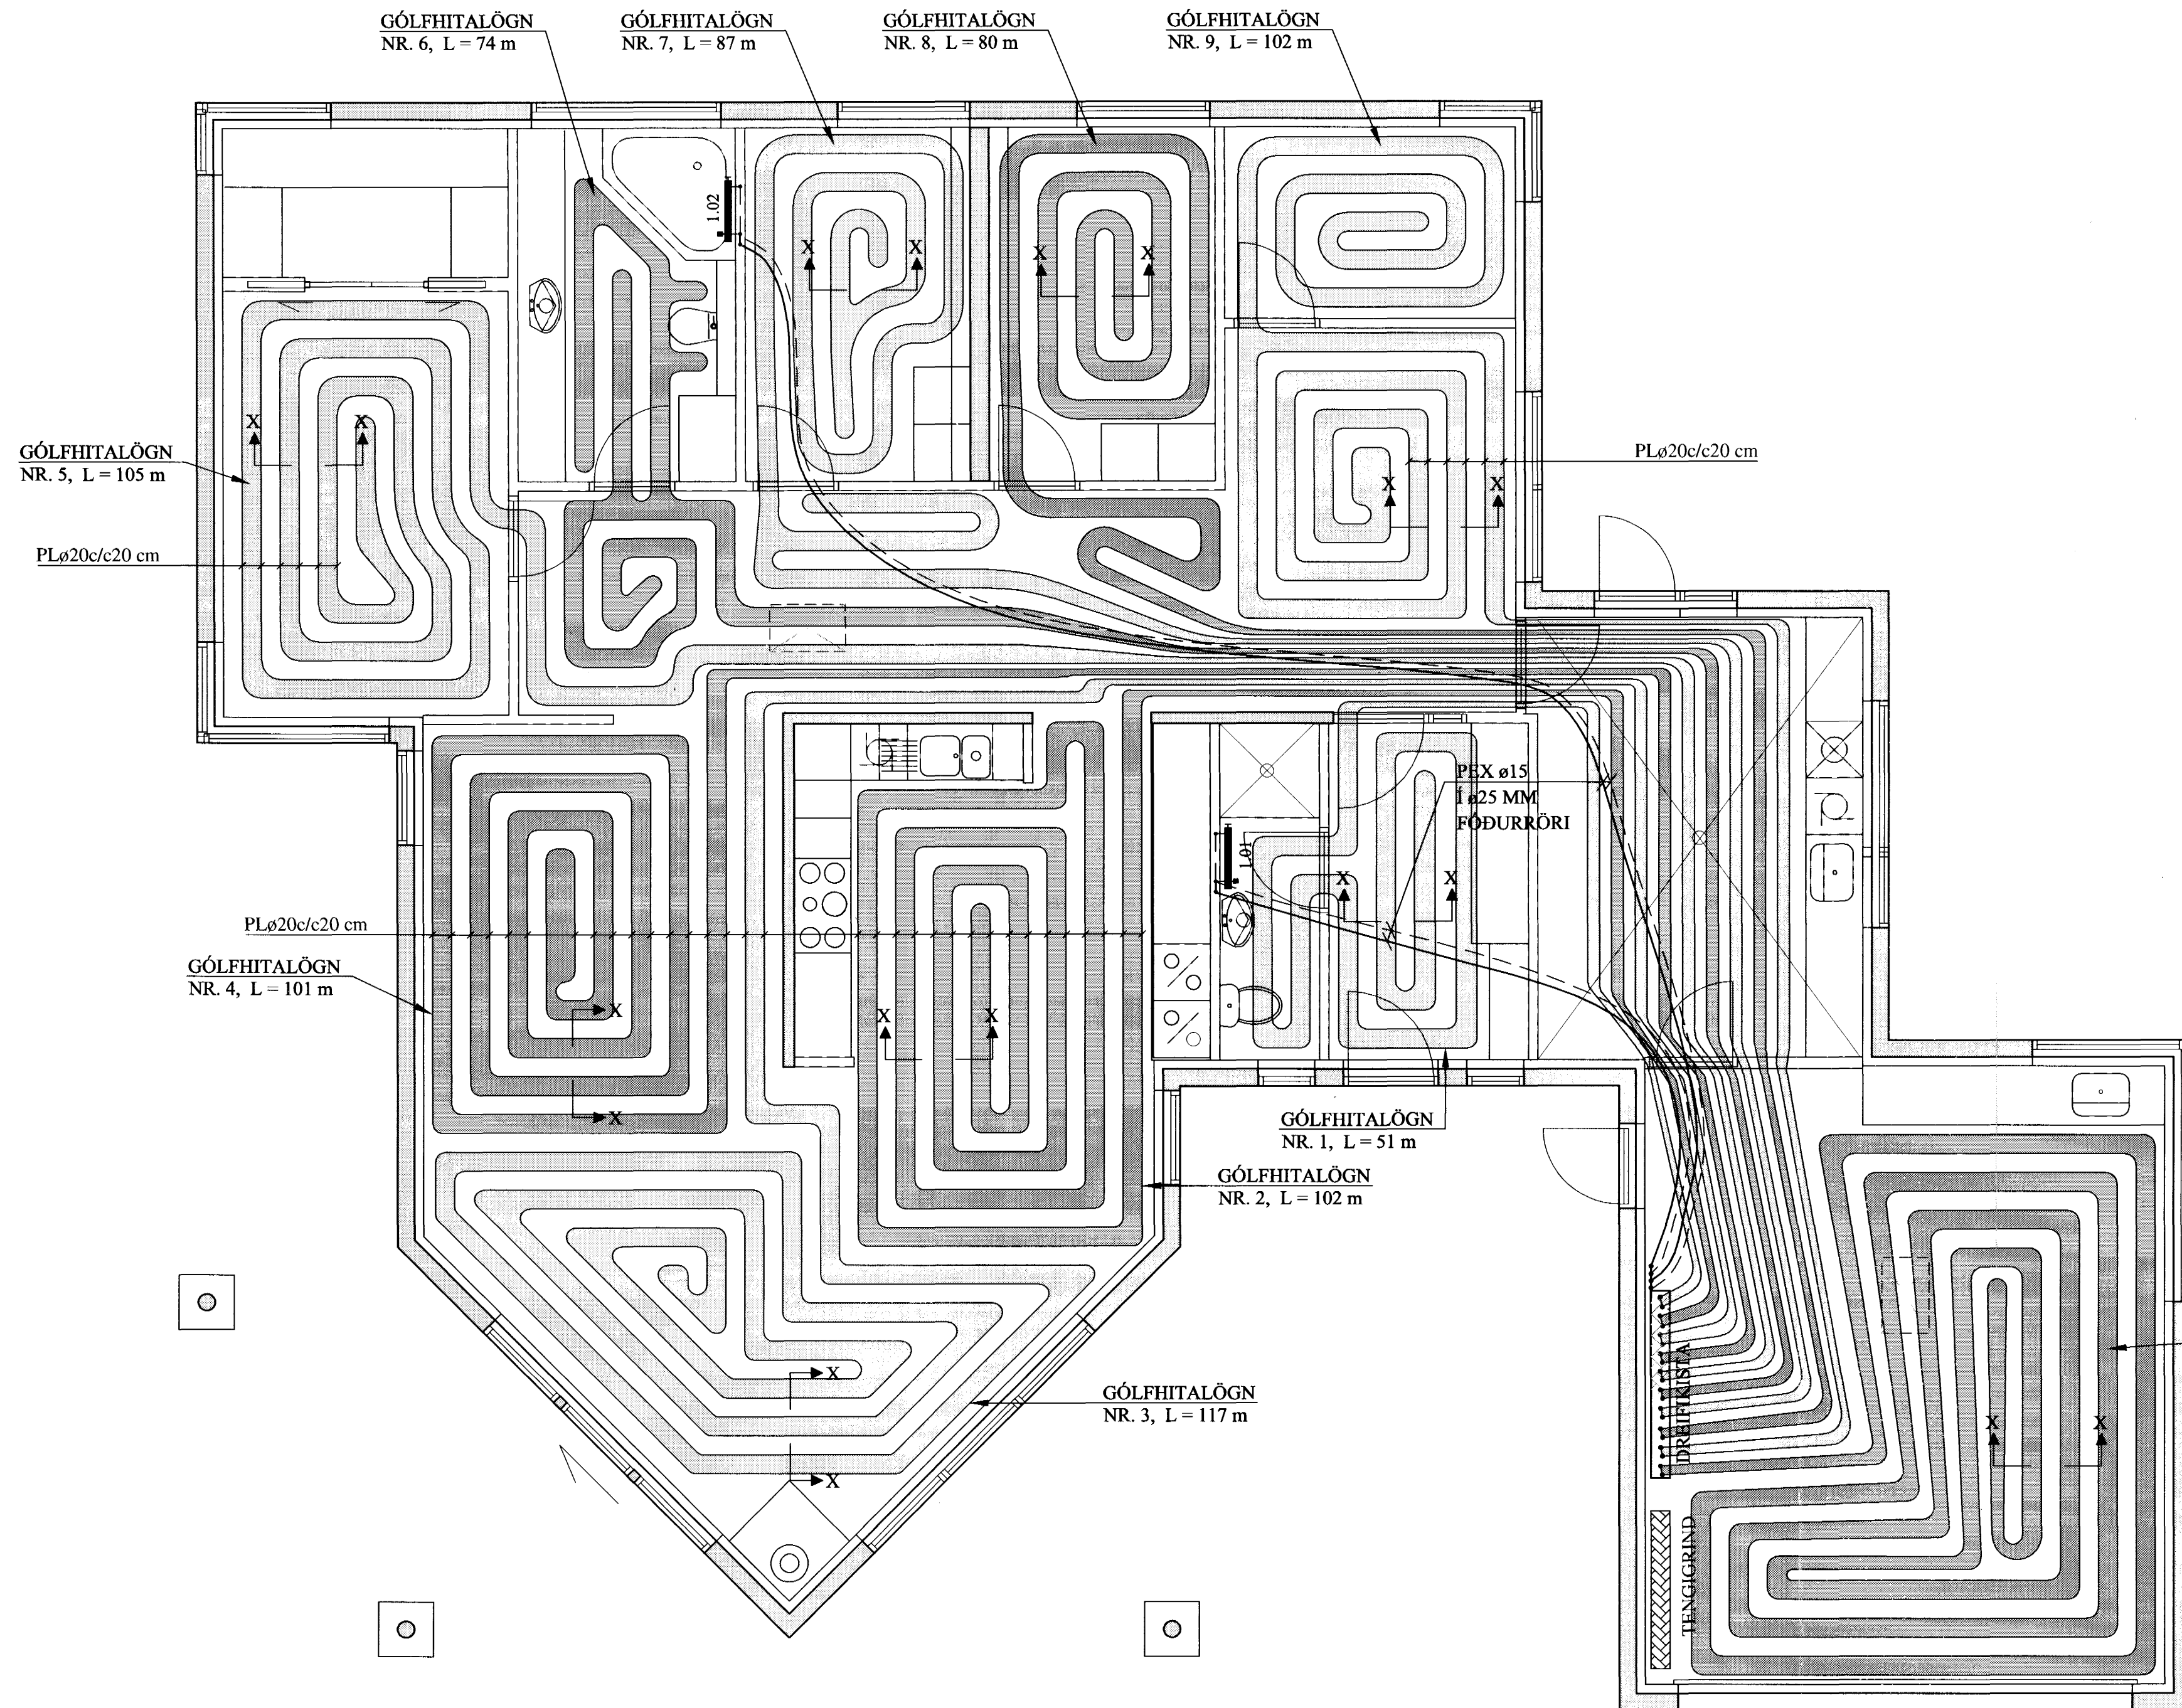 GÓLFHITALÖGN
NR. 6, L = 74 m
GÓLFHITALÖGN
NR. 7, L = 87 m
GÓLFHITALÖGN
NR. 8, L = 80 m
GÓLFHITALÖGN
NR. 9, L = 102 m
1.02
X
X
X
X
GÓLFHITALÖGN
NR. 5, L = 105 m
X
X
PLø20c/c20 cm
X
X
PLø20c/c20 cm
PEX ø15
Í ø25 MM
FÓÐURRÖRI
1.01
X
X
PLø20c/c20 cm
GÓLFHITALÖGN
NR. 4, L = 101 m
X
X
X
X
GÓLFHITALÖGN
NR. 1, L = 51 m
GÓLFHITALÖGN
NR. 2, L = 102 m
X
GÓLFHITALÖGN
NR. 3, L = 117 m
X
DREIFIKISTA
X
X
TENGIGRIND